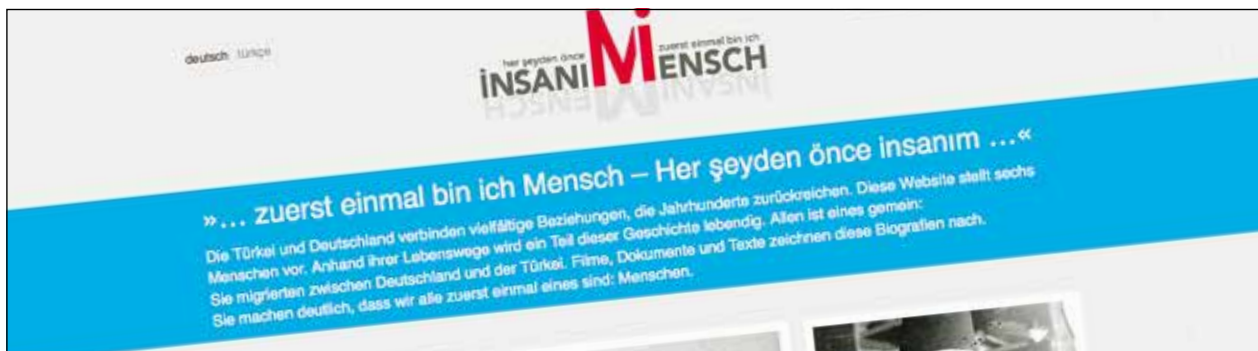 deutsch türkçe
her şeyden önce
zuerst einmal bin ich
İNSANIMENSCH
»... zuerst einmal bin ich Mensch – Her şeyden önce insanım ...«
Die Türkei und Deutschland verbinden vielfältige Beziehungen, die Jahrhunderte zurückreichen. Diese Website stellt sechs
Menschen vor. Anhand ihrer Lebenswege wird ein Teil dieser Geschichte lebendig. Allen ist eines gemein:
Sie migrierten zwischen Deutschland und der Türkei. Filme, Dokumente und Texte zeichnen diese Biografien nach.
Sie machen deutlich, dass wir alle zuerst einmal eines sind: Menschen.